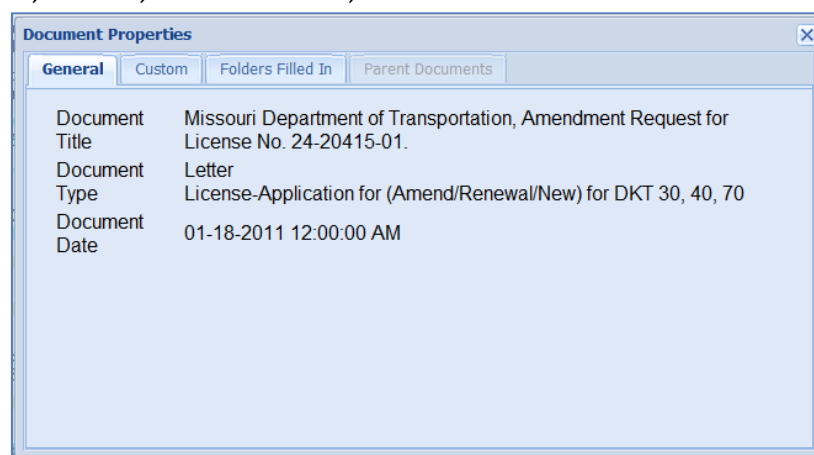 Document Properties
General Custom Folders Filled In Parent Documents
Document Title Missouri Department of Transportation, Amendment Request for
License No. 24-20415-01.
Document Type Letter
License-Application for (Amend/Renewal/New) for DKT 30, 40, 70
Document Date 01-18-2011 12:00:00 AM